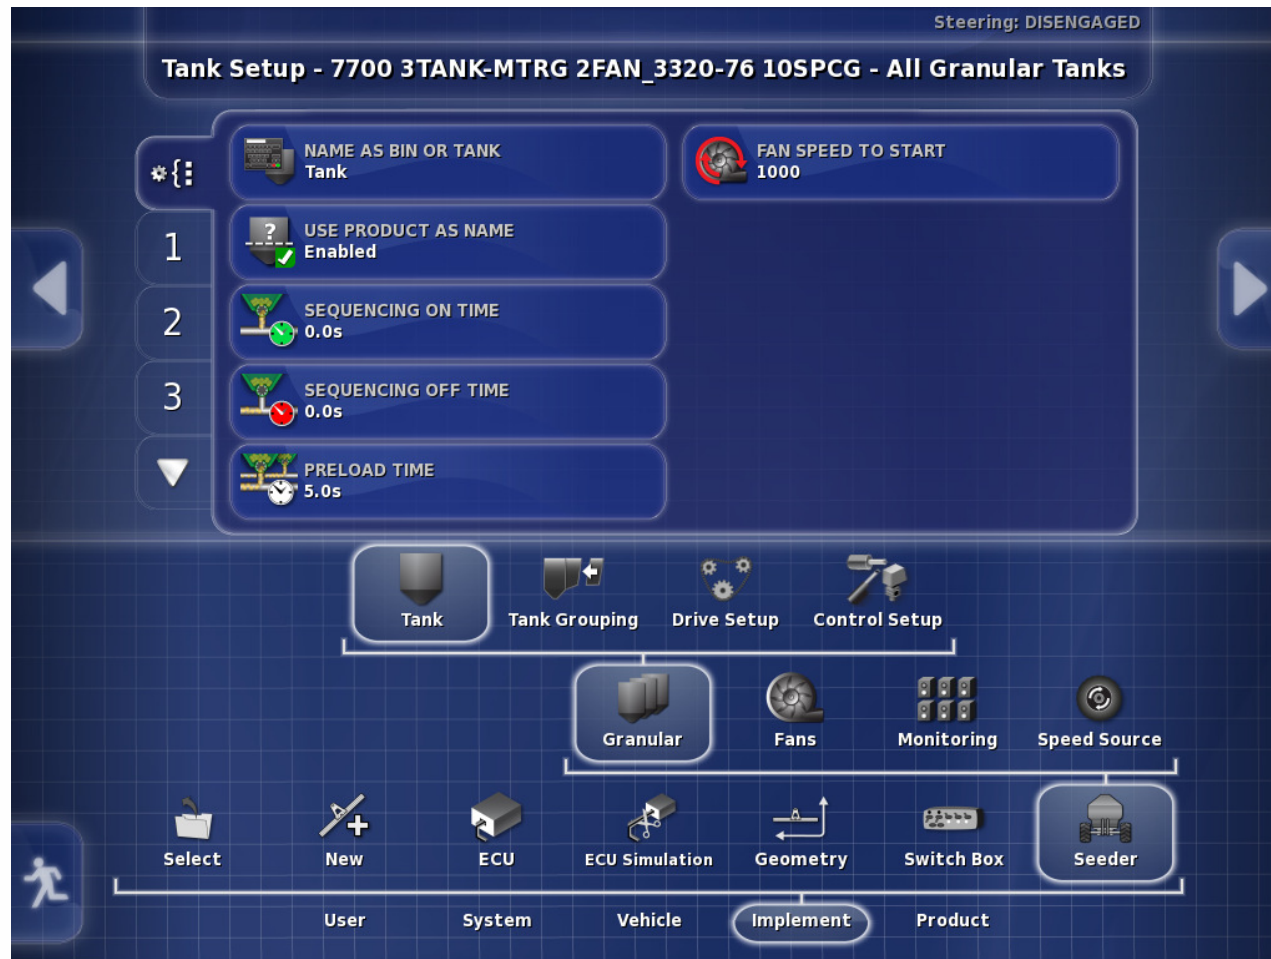 Steering: DISENGAGED
Tank Setup - 7700 3TANK-MTRG 2FAN_3320-76 10SPCG - All Granular Tanks
NAME AS BIN OR TANK
Tank
FAN SPEED TO START
1000
1
USE PRODUCT AS NAME
?
Enabled
2
SEQUENCING ON TIME
0.0s
3
SEQUENCING OFF TIME
0.0s
PRELOAD TIME
5.0s
Tank Tank Grouping Drive Setup Control Setup
Granular Fans Monitoring Speed Source
Select New ECU ECU Simulation Geometry Switch Box Seeder
User System Vehicle Implement Product